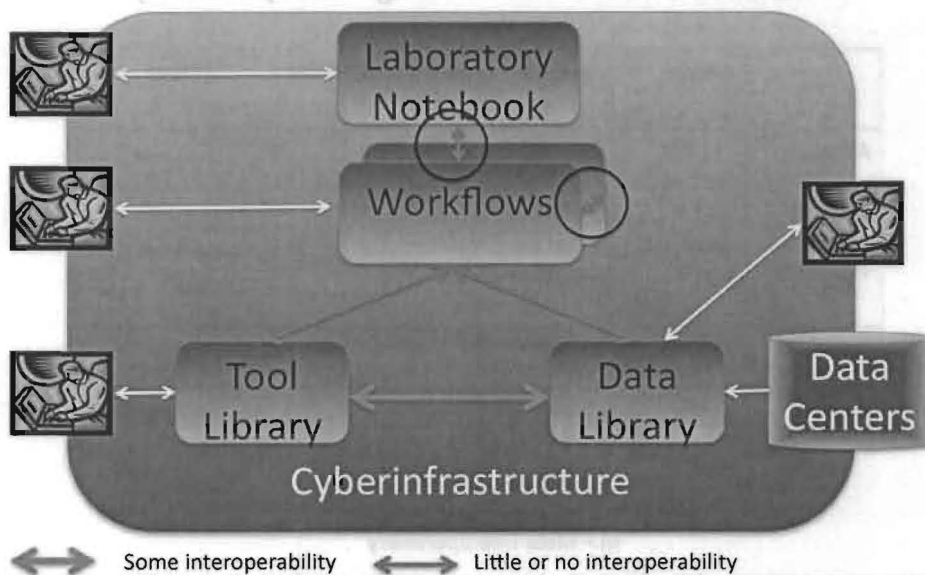 Laboratory
Notebook
Workflows
Tool
Library
Data
Library
Data
Centers
Cyberinfrastructure
Some interoperability
Little or no interoperability